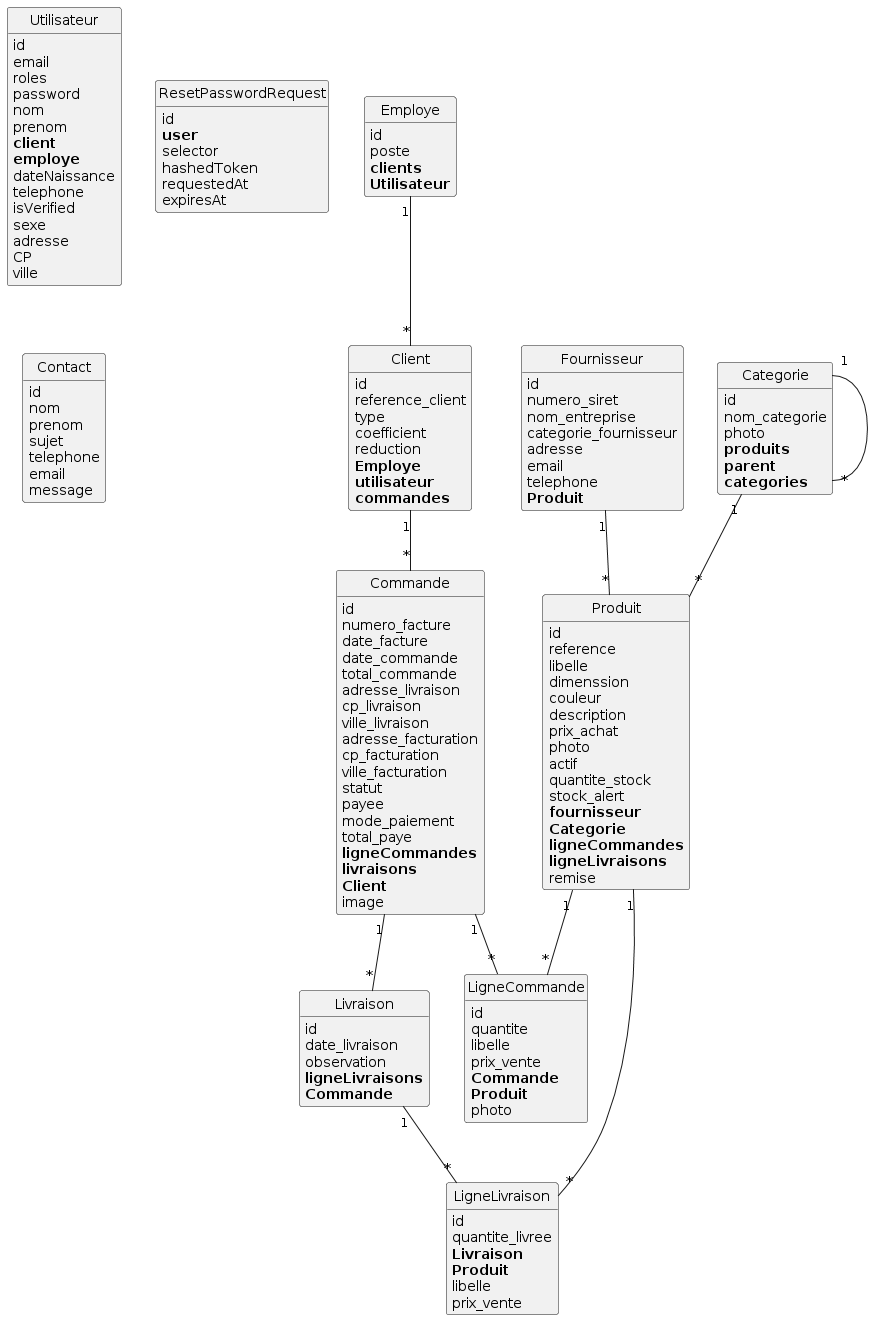 Utilisateur
id
email
roles
password
nom
prenom
client
employe
dateNaissance
telephone
isVerified
sexe
adresse
CP
ville
ResetPasswordRequest
id
user
selector
hashedToken
requestedAt
expiresAt
Employe
id
poste
clients
Utilisateur
1
*
Contact
id
nom
prenom
sujet
telephone
email
message
Client
id
reference_client
type
coefficient
reduction
Employe
utilisateur
commandes
1
*
Fournisseur
id
numero_siret
nom_entreprise
categorie_fournisseur
adresse
email
telephone
Produit
1
*
Categorie
id
nom_categorie
photo
produits
parent
categories
1
*
1
*
Commande
id
numero_facture
date_facture
date_commande
total_commande
adresse_livraison
cp_livraison
ville_livraison
adresse_facturation
cp_facturation
ville_facturation
statut
payee
mode_paiement
total_paye
ligneCommandes
livraisons
Client
image
1
*
1
*
Produit
id
reference
libelle
dimenssion
couleur
description
prix_achat
photo
actif
quantite_stock
stock_alert
fournisseur
Categorie
ligneCommandes
ligneLivraisons
remise
1
*
1
*
Livraison
id
date_livraison
observation
ligneLivraisons
Commande
1
*
LigneCommande
id
quantite
libelle
prix_vente
Commande
Produit
photo
LigneLivraison
id
quantite_livree
Livraison
Produit
libelle
prix_vente